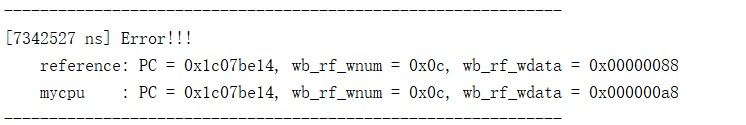 --------------------------------------------------------------
[7342527 ns] Error!!!
    reference: PC = 0x1c07be14, wb_rf_wnum = 0x0c, wb_rf_wdata = 0x00000088
    mycpu    : PC = 0x1c07be14, wb_rf_wnum = 0x0c, wb_rf_wdata = 0x000000a8
--------------------------------------------------------------